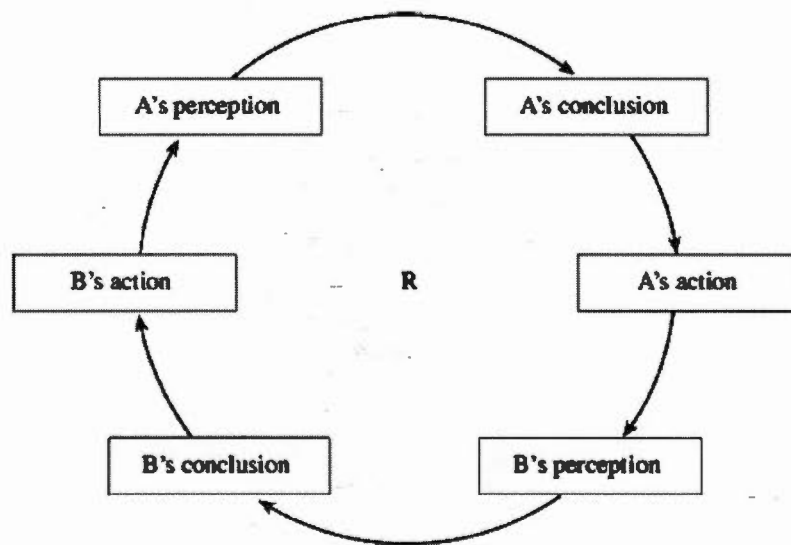 A's perception
A's conclusion
B's action
R
A's action
B's conclusion
B's perception